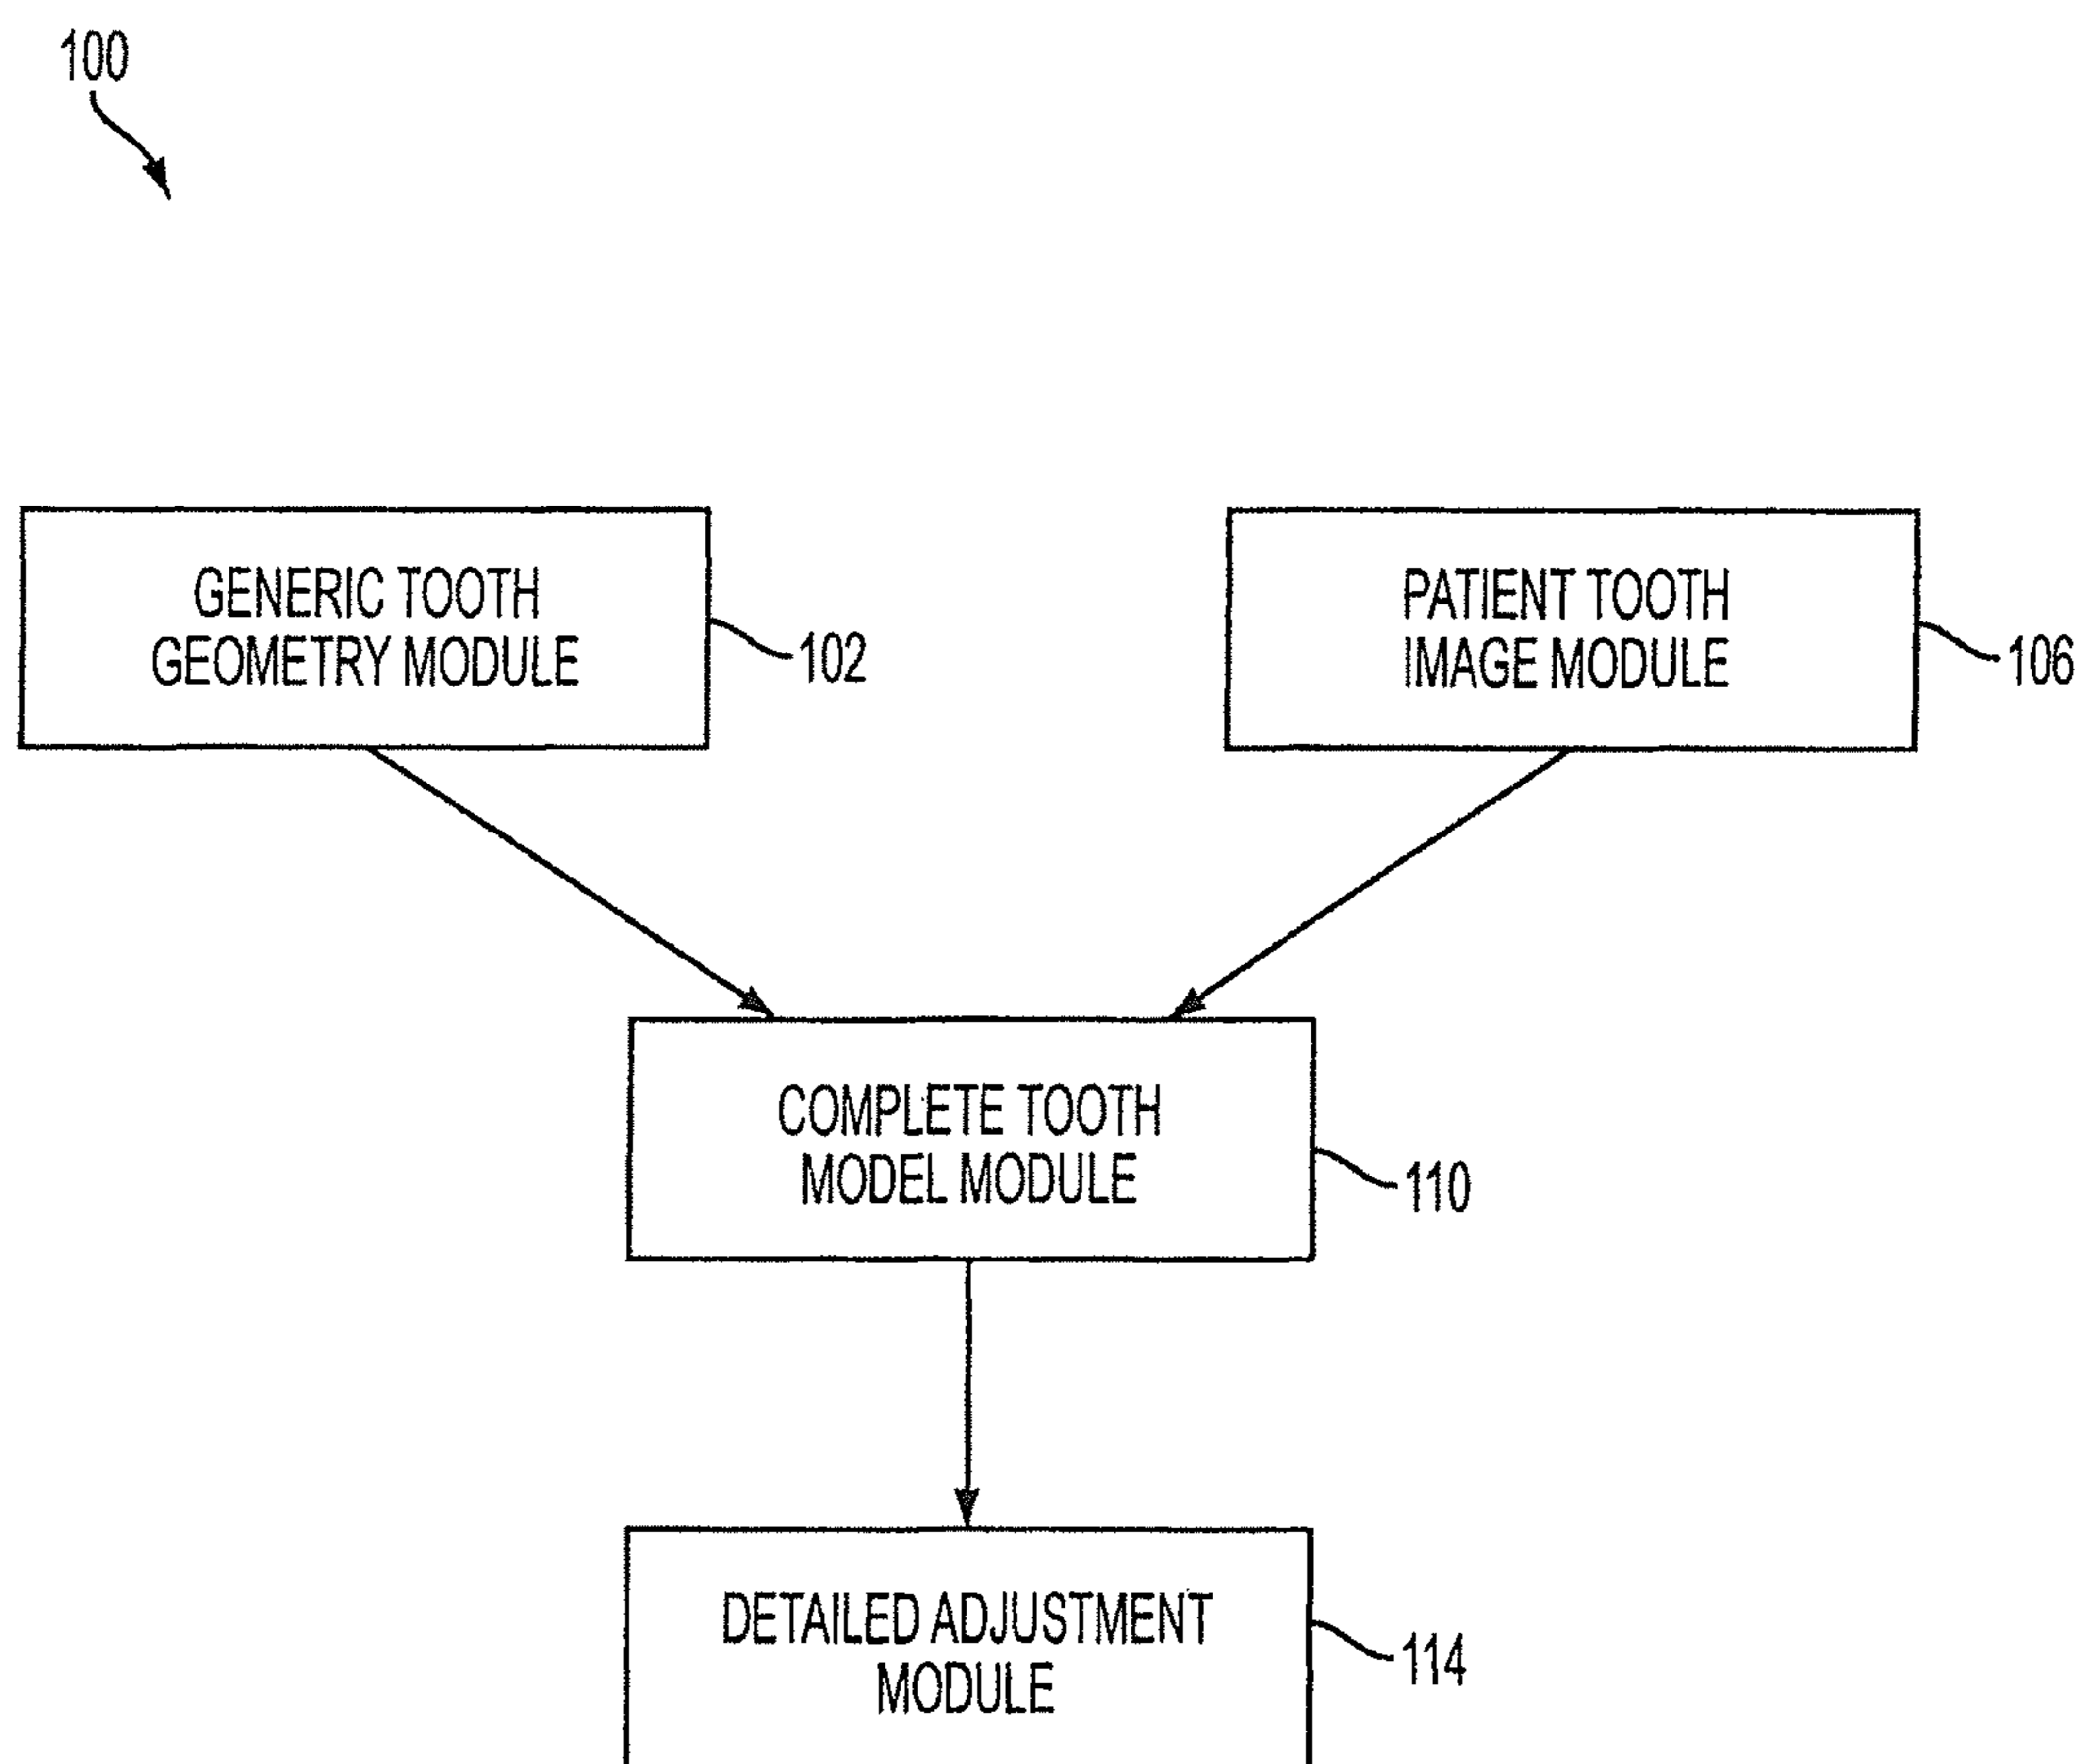 100
GENERIC TOOTH
GEOMETRY MODULE
102
PATIENT TOOTH
IMAGE MODULE
106
COMPLETE TOOTH
MODEL MODULE
110
DETAILED ADJUSTMENT
MODULE
114